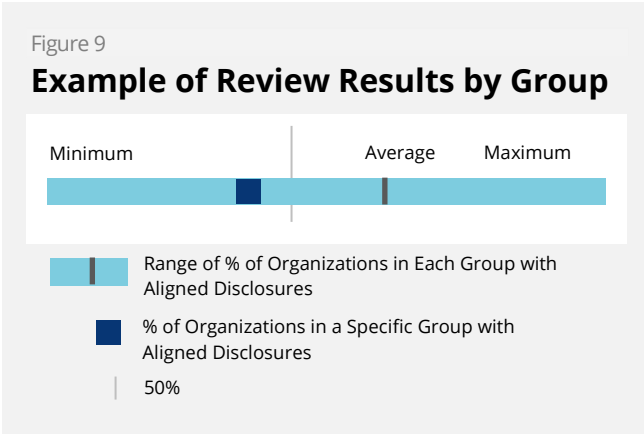 Figure 9
Example of Review Results by Group
Minimum Average Maximum
Range of % of Organizations in Each Group with
Aligned Disclosures
% of Organizations in a Specific Group with
Aligned Disclosures
50%